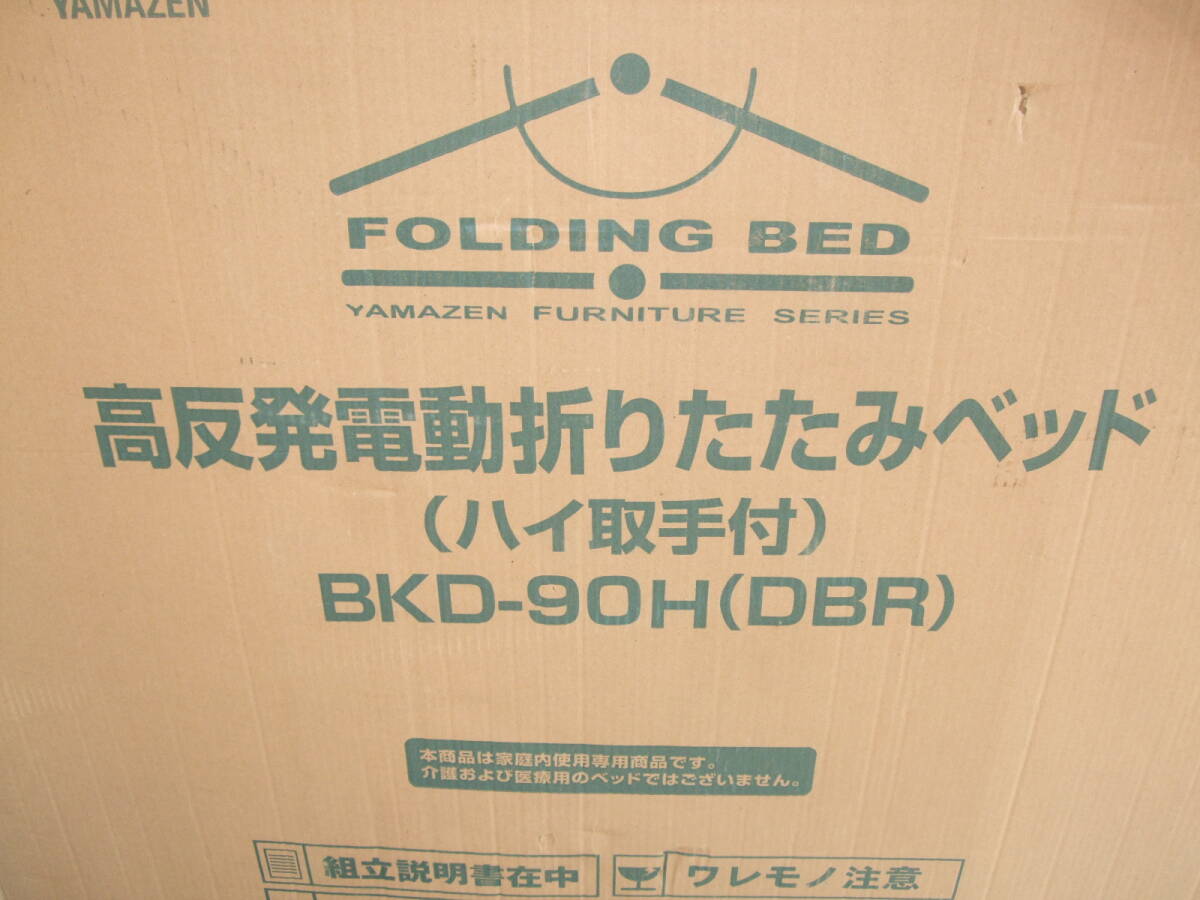 YAMAZEN
FOLDING BED
YAMAZEN FURNITURE SERIES
高反発電動折りたたみベッド
（ハイ取手付）
BKD-90H(DBR)
本商品は家庭内使用専用商品です。
介護および医療用のベッドではございません。
組立説明書在中
ワレモノ注意